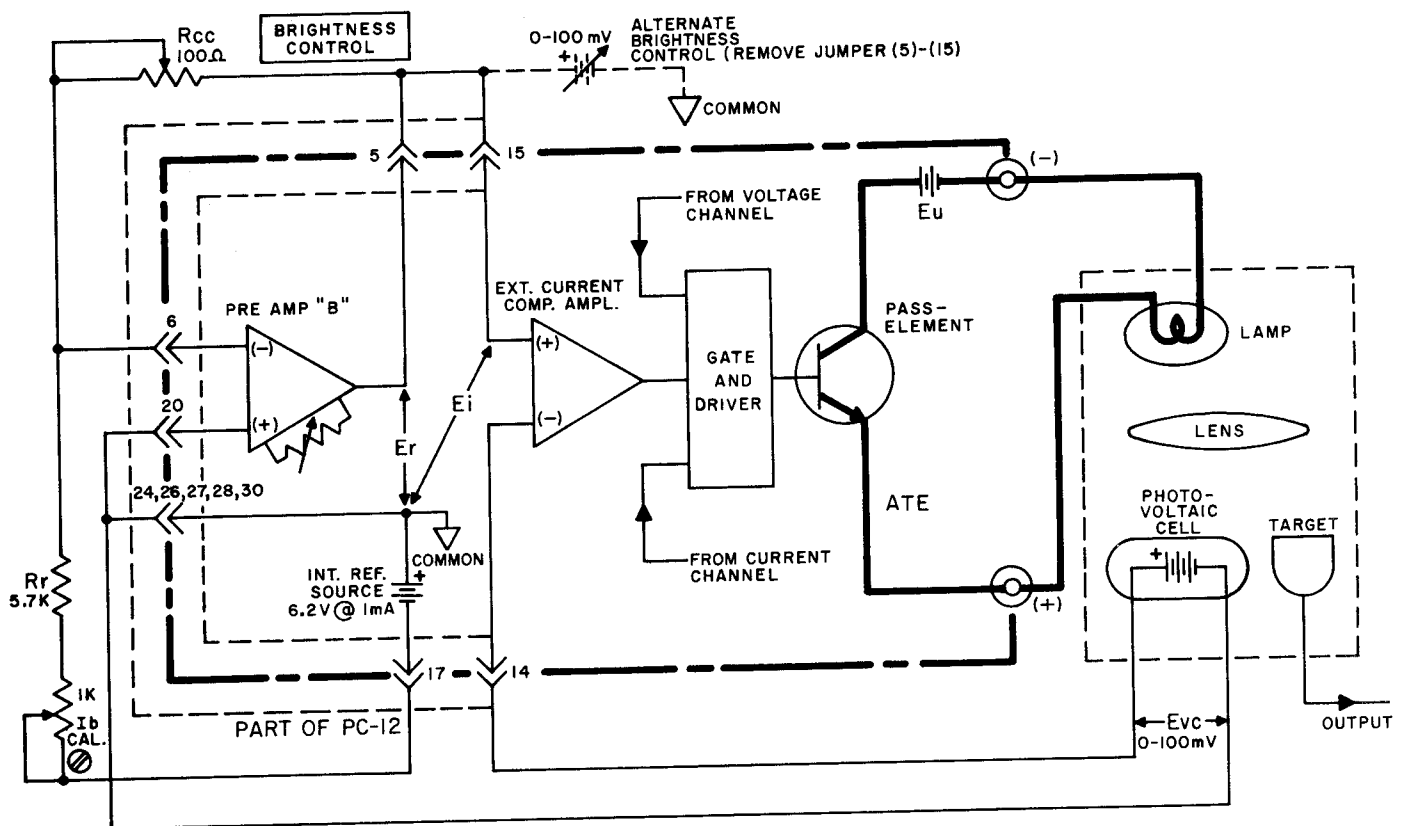 Rcc
100Ω
BRIGHTNESS
CONTROL
0-100 mV
+
ALTERNATE
BRIGHTNESS
CONTROL (REMOVE JUMPER (5)-(15)
COMMON
5
15
(-)
FROM VOLTAGE
CHANNEL
Eu
PRE AMP "B"
EXT. CURRENT
COMP. AMPL.
PASS-
ELEMENT
LAMP
6
(-)
(+)
GATE
AND
DRIVER
20
(+)
Ei
(-)
Er
LENS
24,26,27,28,30
ATE
PHOTO-
VOLTAIC
CELL
TARGET
+
COMMON
FROM CURRENT
CHANNEL
INT. REF.
SOURCE
6.2V @ 1mA
+
Rr
5.7K
(+)
17
14
1K
Ib
CAL.
PART OF PC-12
Evc
0-100mV
OUTPUT